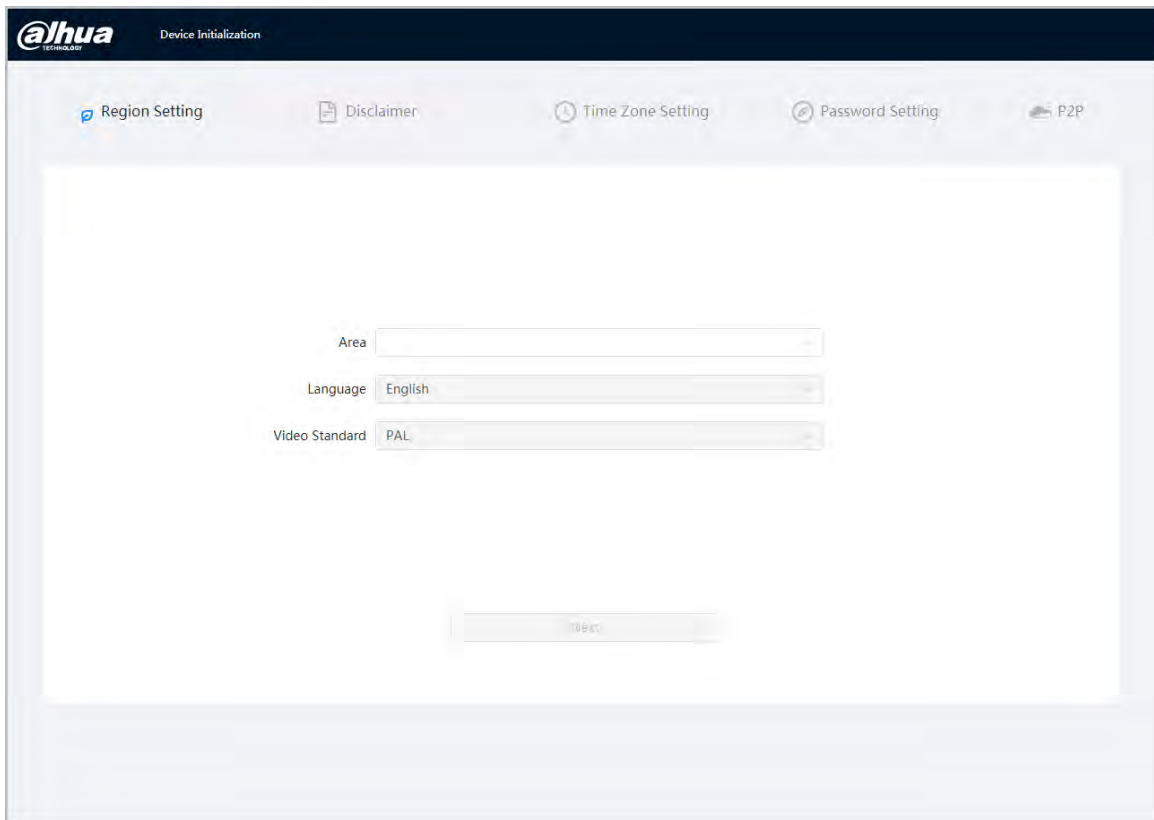 alhua
TECHNOLOGY
Device Initialization
Region Setting
Disclaimer
Time Zone Setting
Password Setting
P2P
Area
Language English
Video Standard PAL
Next